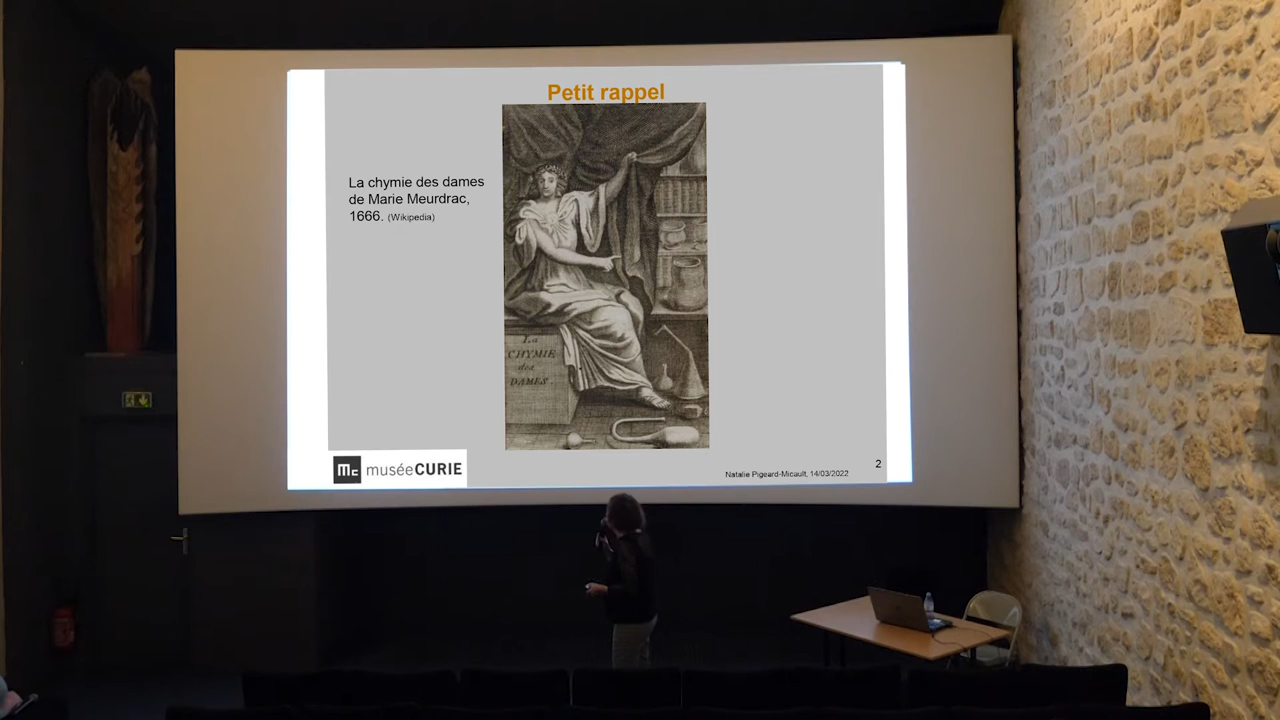 Petit rappel
La chymie des dames
de Marie Meurdrac,
1666. (Wikipedia)
La
CHYMIE
des
DAMES.
Mc muséeCURIE
Natalie Pigeard-Micault, 14/03/2022
2